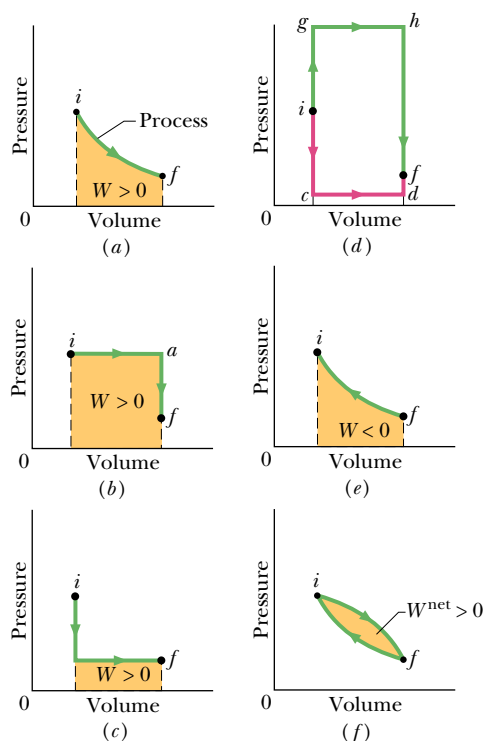 Pressure
i
Process
f
W > 0
0
Volume
(a)
Pressure
i
a
W > 0
f
0
Volume
(b)
Pressure
i
f
W > 0
0
Volume
(c)
Pressure
g
h
i
f
c
d
0
Volume
(d)
Pressure
i
f
W < 0
0
Volume
(e)
Pressure
i
W^net > 0
f
0
Volume
(f)